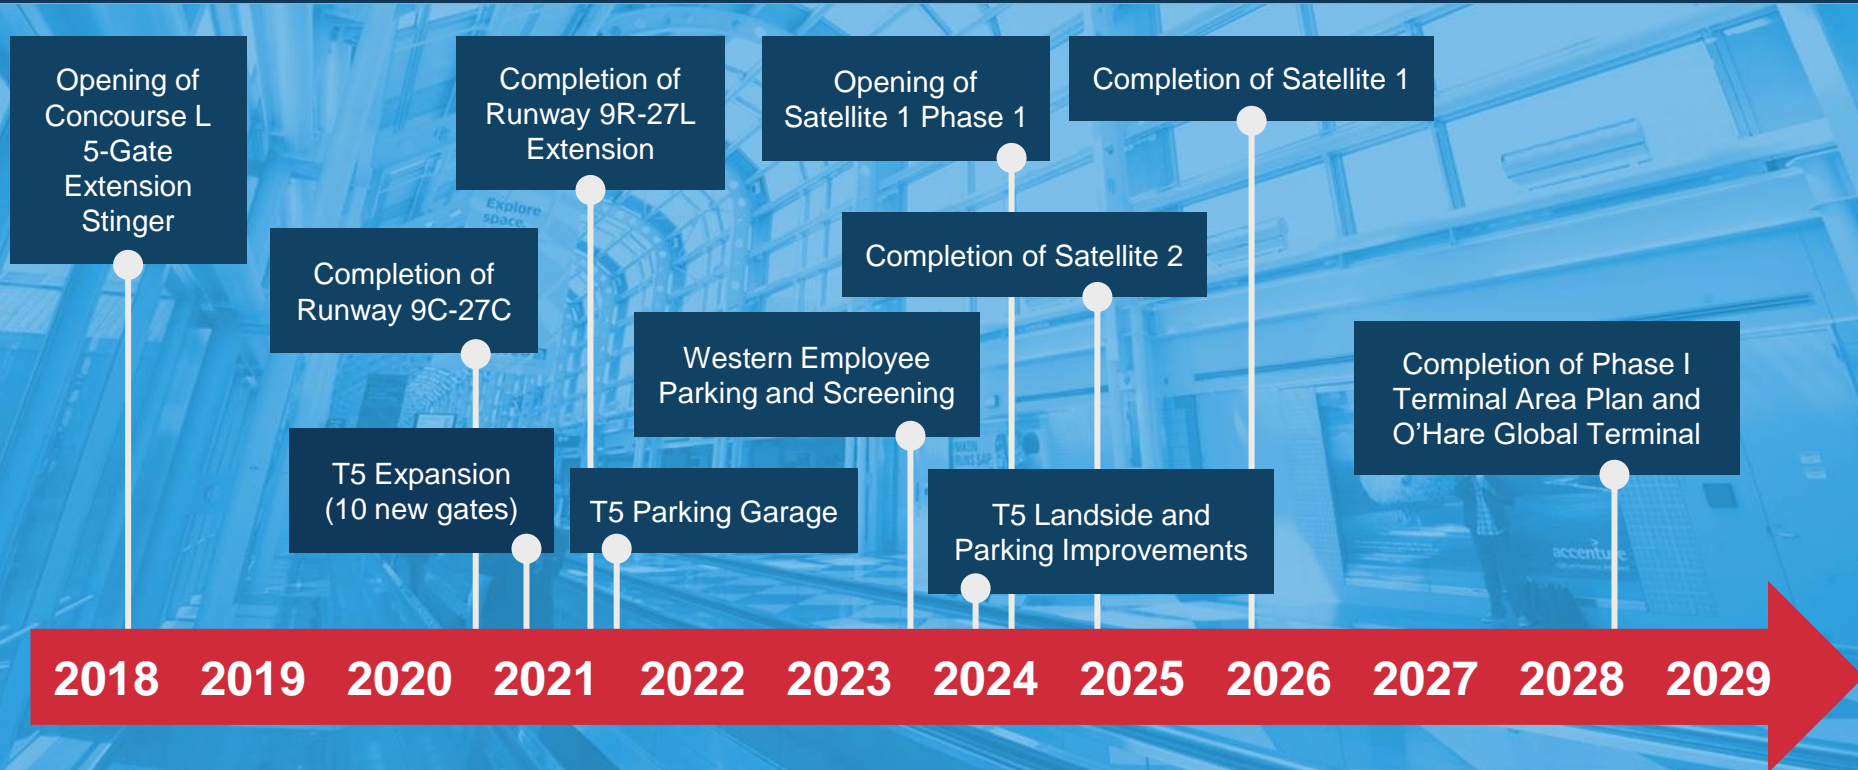 Opening of
Concourse L
5-Gate
Extension
Stinger
Completion of
Runway 9R-27L
Extension
Opening of
Satellite 1 Phase 1
Completion of Satellite 1
Explore
space.
Completion of
Runway 9C-27C
Completion of Satellite 2
Western Employee
Parking and Screening
Completion of Phase I
Terminal Area Plan and
O’Hare Global Terminal
T5 Expansion
(10 new gates)
T5 Parking Garage
T5 Landside and
Parking Improvements
accenture
2018 2019 2020 2021 2022 2023 2024 2025 2026 2027 2028 2029